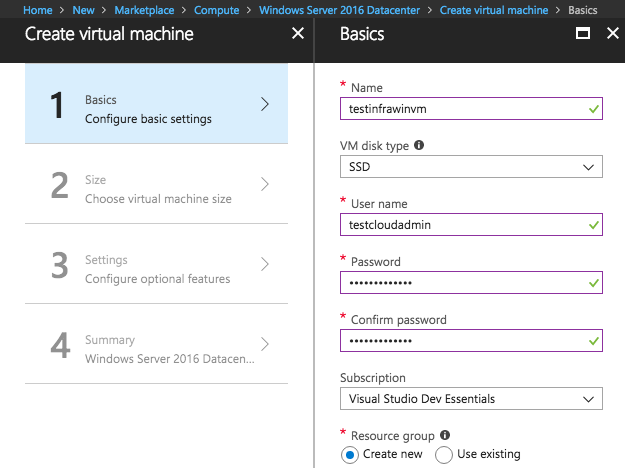 Home > New > Marketplace > Compute > Windows Server 2016 Datacenter > Create virtual machine > Basics
Create virtual machine
1
Basics
Configure basic settings
2
Size
Choose virtual machine size
3
Settings
Configure optional features
4
Summary
Windows Server 2016 Datacen...
Basics
* Name
testinfrawinvm
VM disk type
SSD
* User name
testcloudadmin
* Password
•••••••••••••
* Confirm password
•••••••••••••
Subscription
Visual Studio Dev Essentials
* Resource group
Create new
Use existing